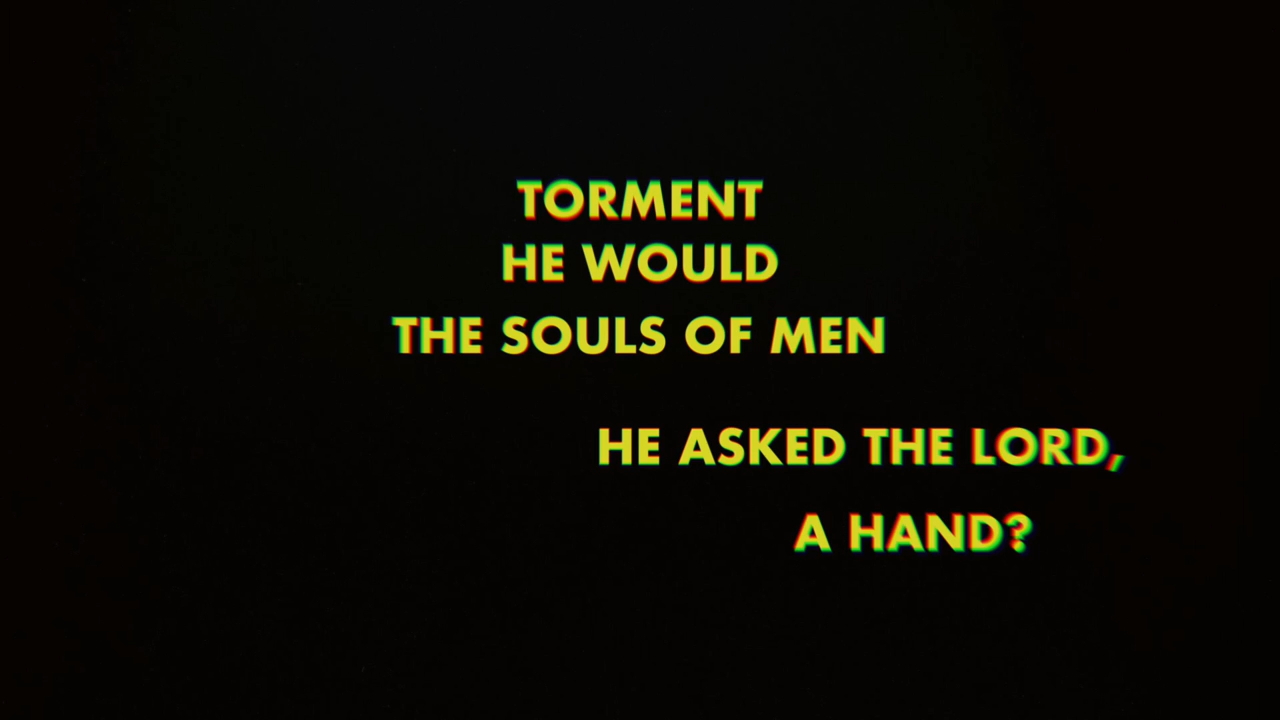 TORMENT
HE WOULD
THE SOULS OF MEN
HE ASKED THE LORD,
A HAND?